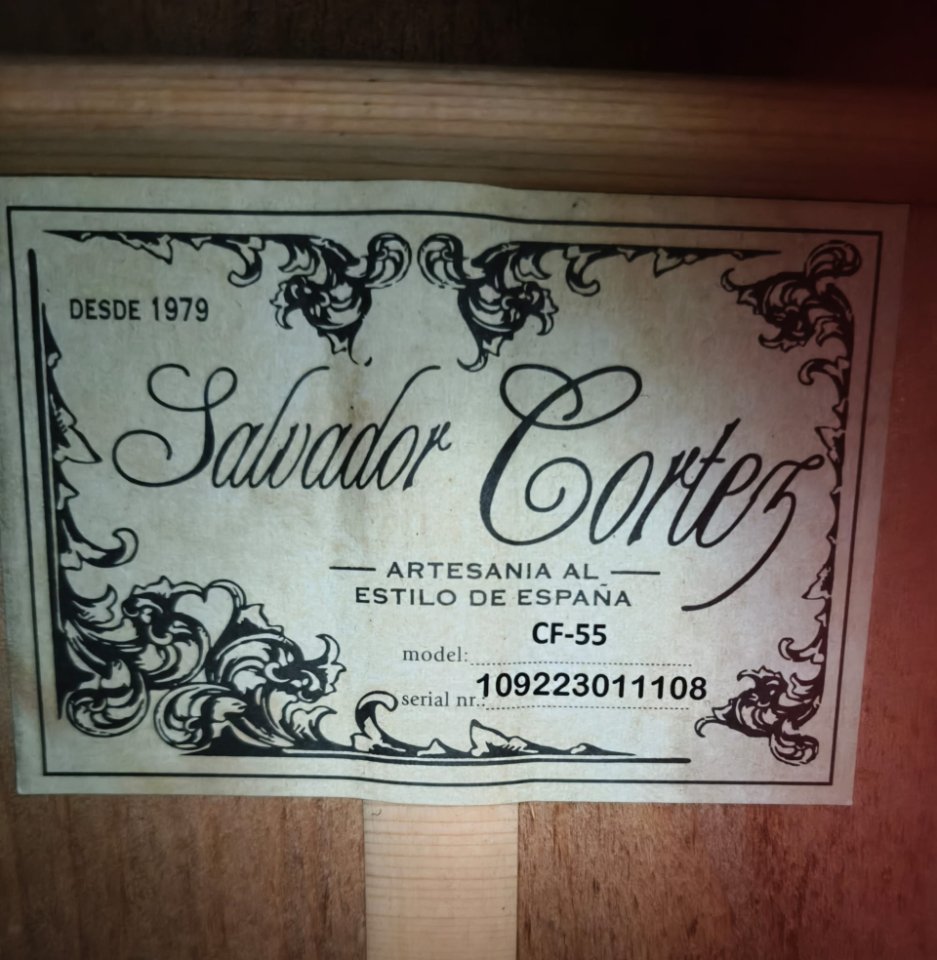 DESDE 1979
Salvador Cortez
ARTESANIA AL
ESTILO DE ESPAÑA
model: CF-55
serial nr.: 109223011108